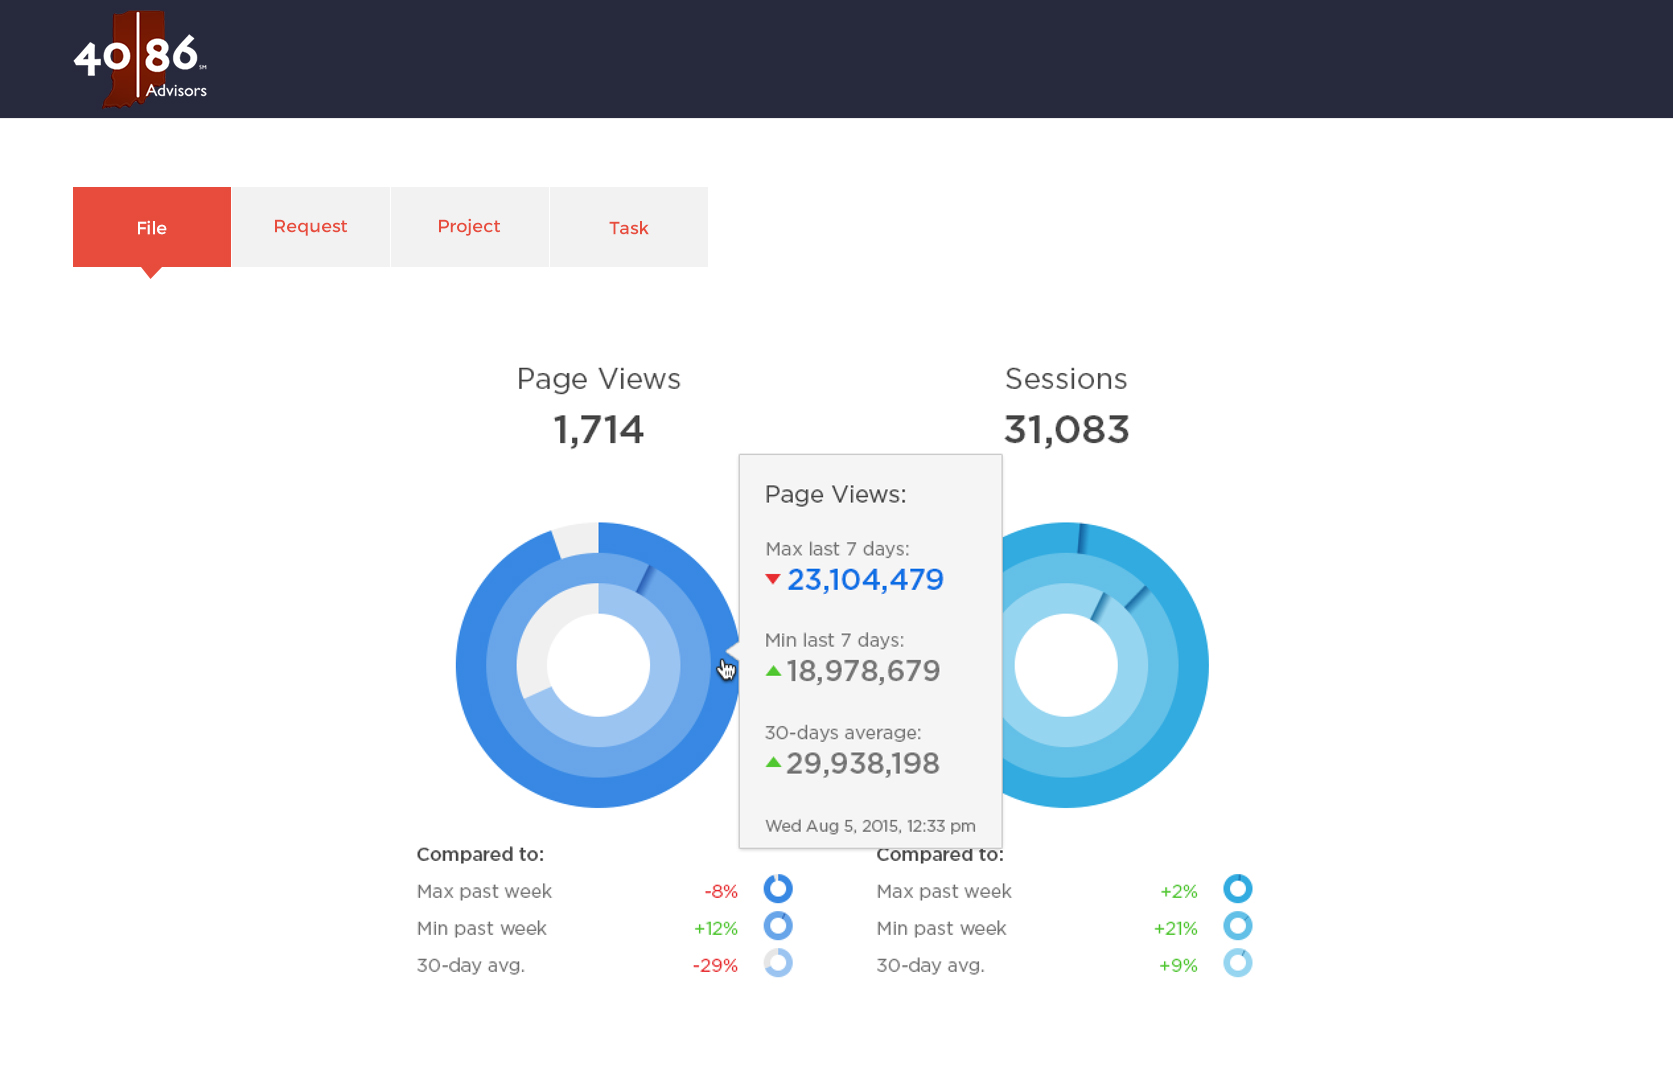 40|86 SM
Advisors
File
Request
Project
Task
Page Views
1,714
Sessions
31,083
Page Views:
Max last 7 days:
23,104,479
Min last 7 days:
18,978,679
30-days average:
29,938,198
Wed Aug 5, 2015, 12:33 pm
Compared to:
Max past week -8%
Min past week +12%
30-day avg. -29%
Compared to:
Max past week +2%
Min past week +21%
30-day avg. +9%